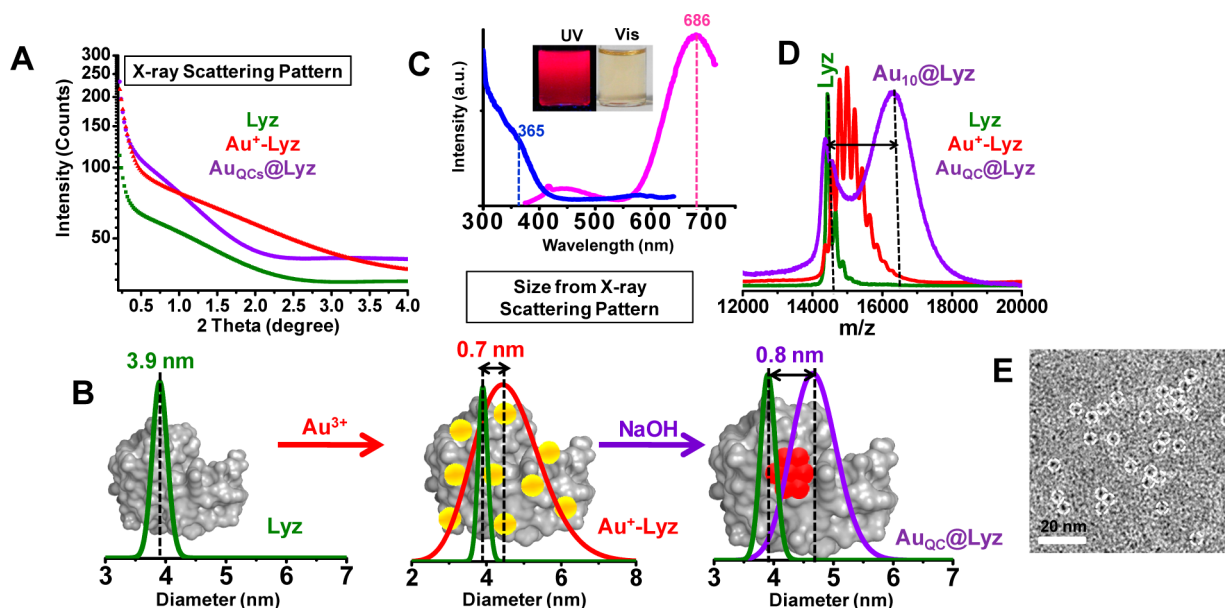 A
300
250
200
150
100
50
Intensity (Counts)
X-ray Scattering Pattern
Lyz
Au⁺-Lyz
Au_QCs@Lyz
0.5 1.0 1.5 2.0 2.5 3.0 3.5 4.0
2 Theta (degree)
C
Intensity (a.u.)
UV Vis
686
365
300 400 500 600 700 800
Wavelength (nm)
D
Lyz
Au₁₀@Lyz
Lyz
Au⁺-Lyz
Au_QC@Lyz
12000 14000 16000 18000 20000
m/z
Size from X-ray
Scattering Pattern
B
3.9 nm
Au³⁺
Lyz
3 4 5 6 7
Diameter (nm)
0.7 nm
NaOH
Au⁺-Lyz
2 4 6 8
Diameter (nm)
0.8 nm
Au_QC@Lyz
3 4 5 6 7
Diameter (nm)
E
20 nm